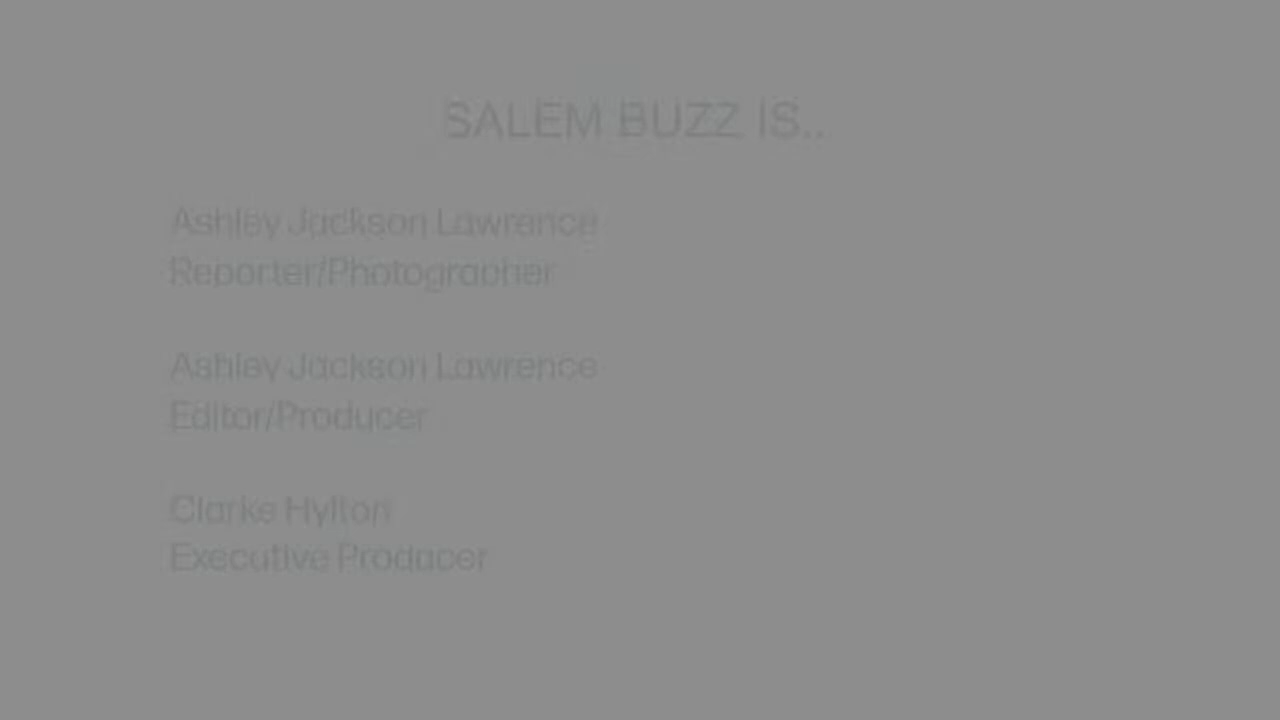 SALEM BUZZ IS..
Ashley Jackson Lawrence
Reporter/Photographer
Ashley Jackson Lawrence
Editor/Producer
Clarke Hylton
Executive Producer